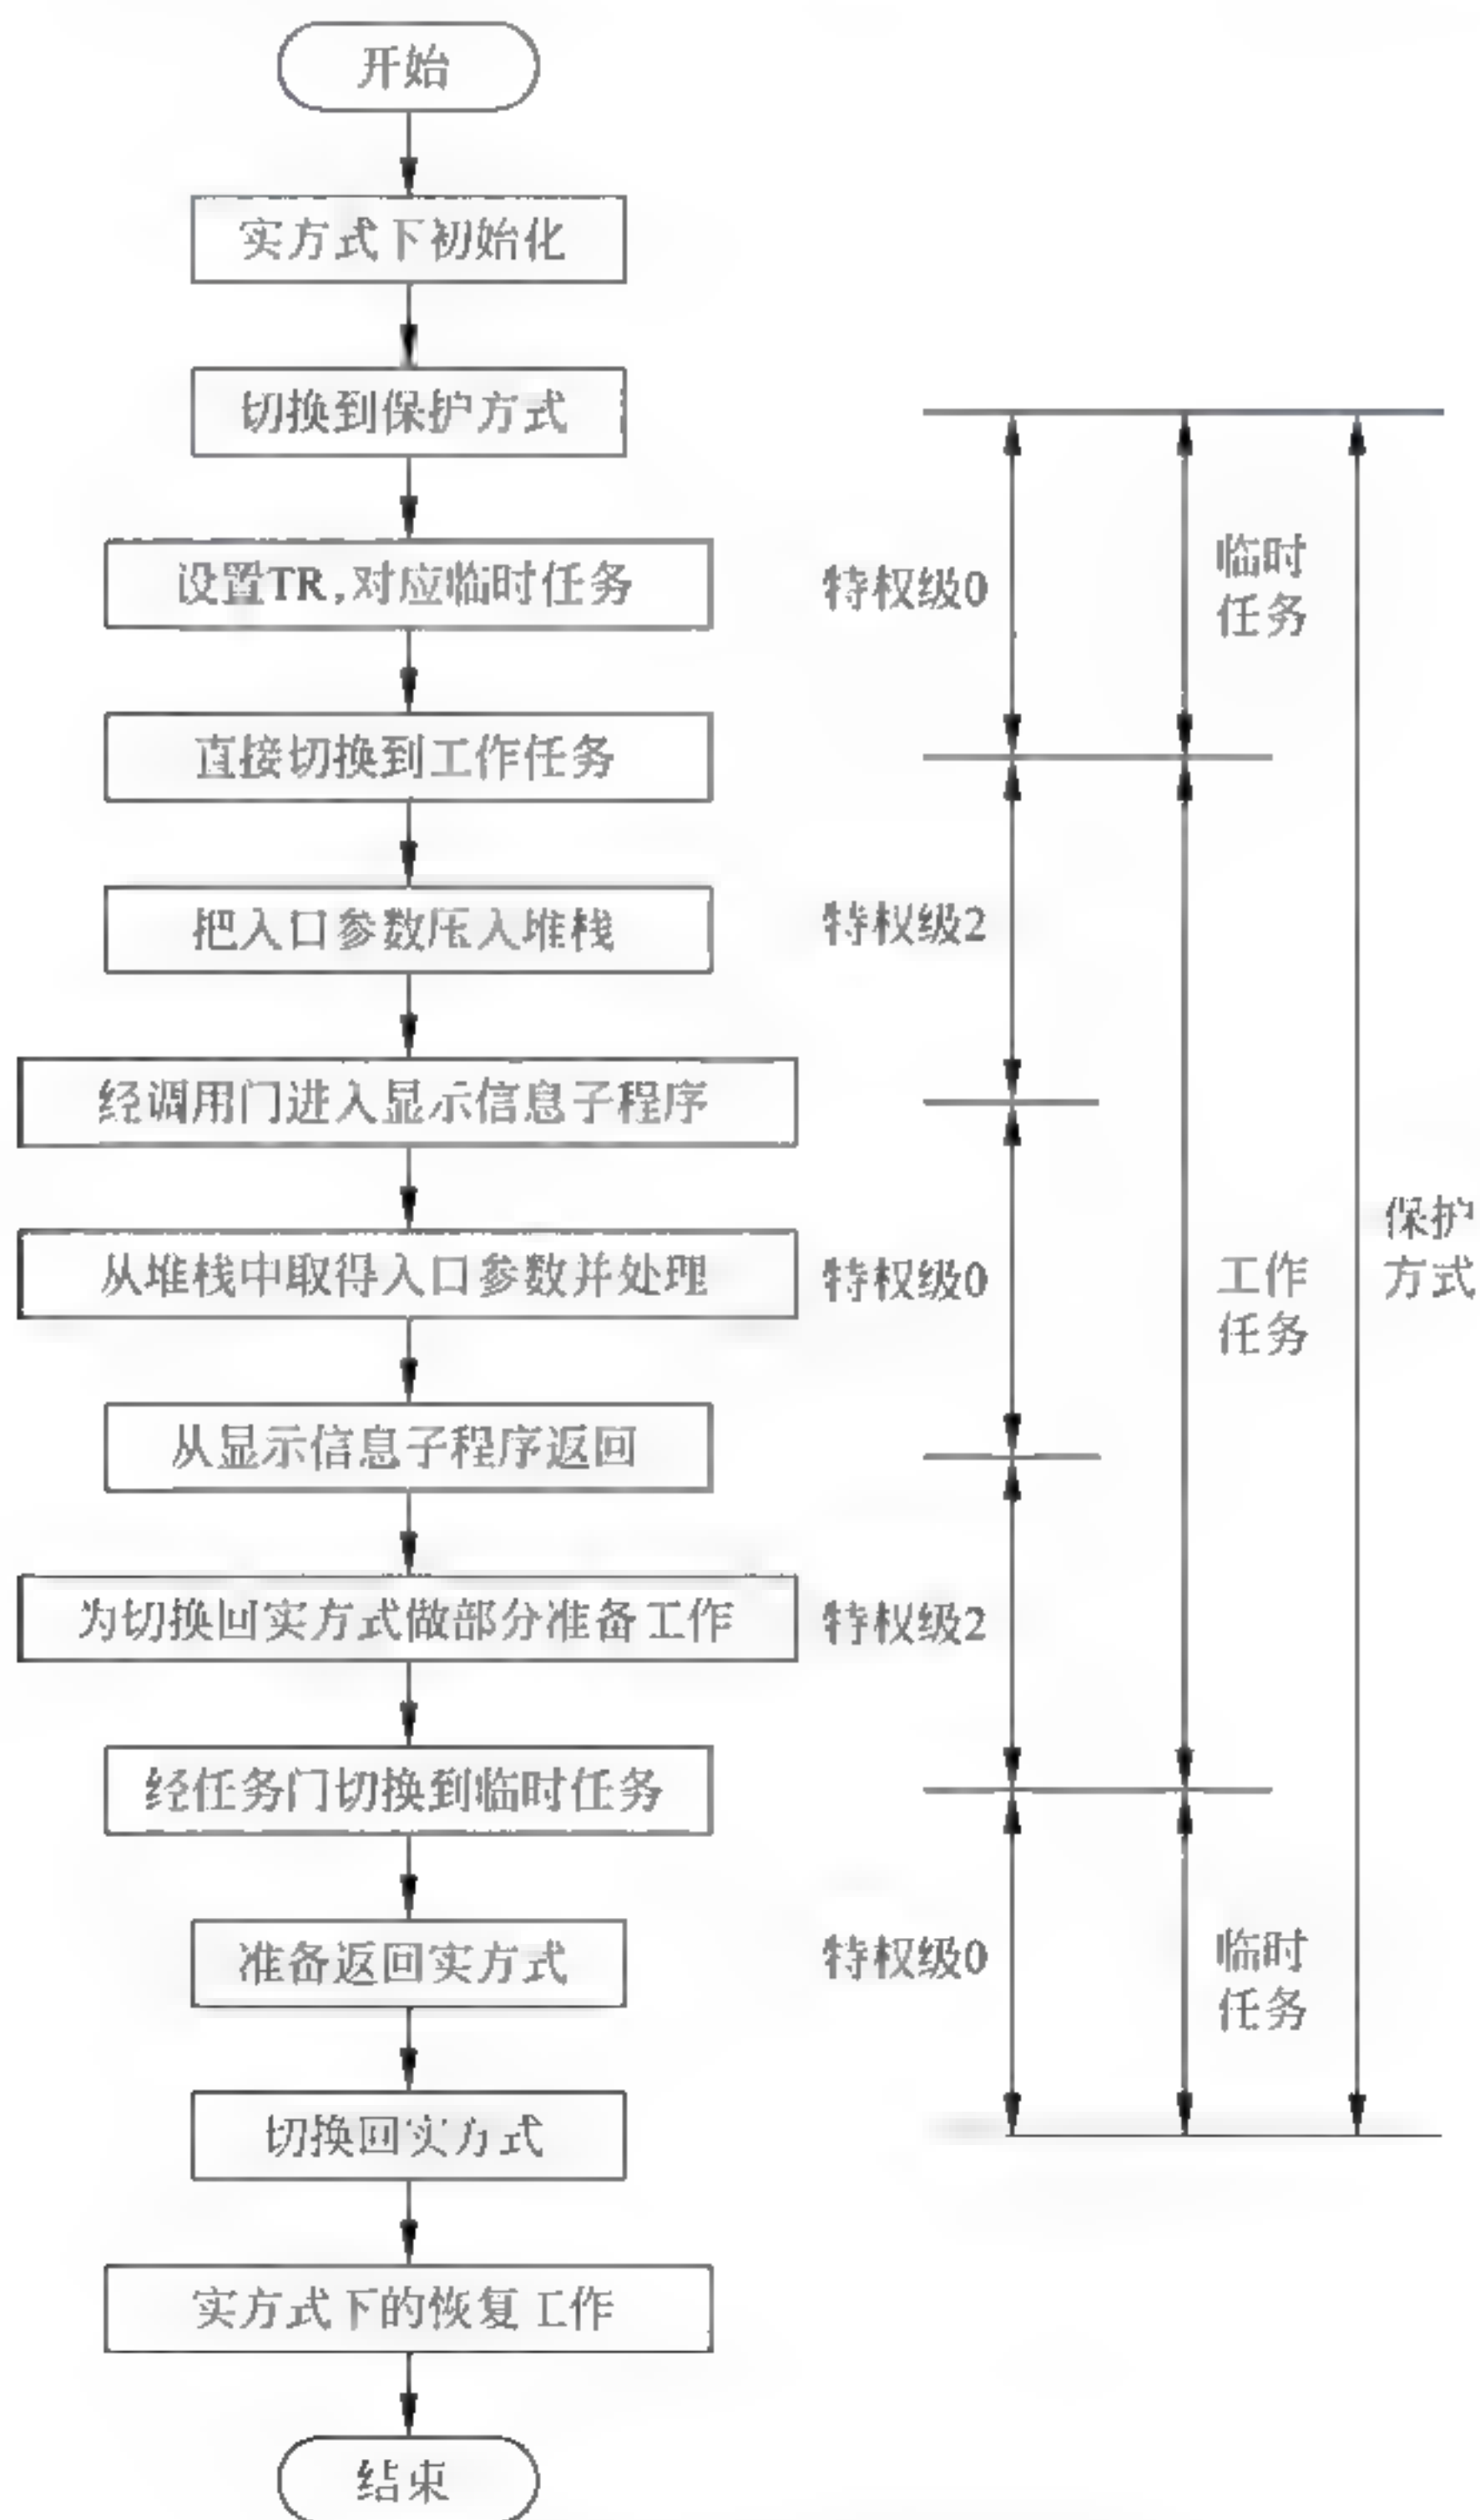 开始
实方式下初始化
切换到保护方式
设置TR,对应临时任务
直接切换到工作任务
把入口参数压入堆栈
经调用门进入显示信息子程序
从堆栈中取得入口参数并处理
从显示信息子程序返回
为切换回实方式做部分准备工作
经任务门切换到临时任务
准备返回实方式
切换回实方式
实方式下的恢复工作
结束
特权级0
特权级2
特权级0
特权级2
特权级0
临时
任务
工作
任务
临时
任务
保护
方式